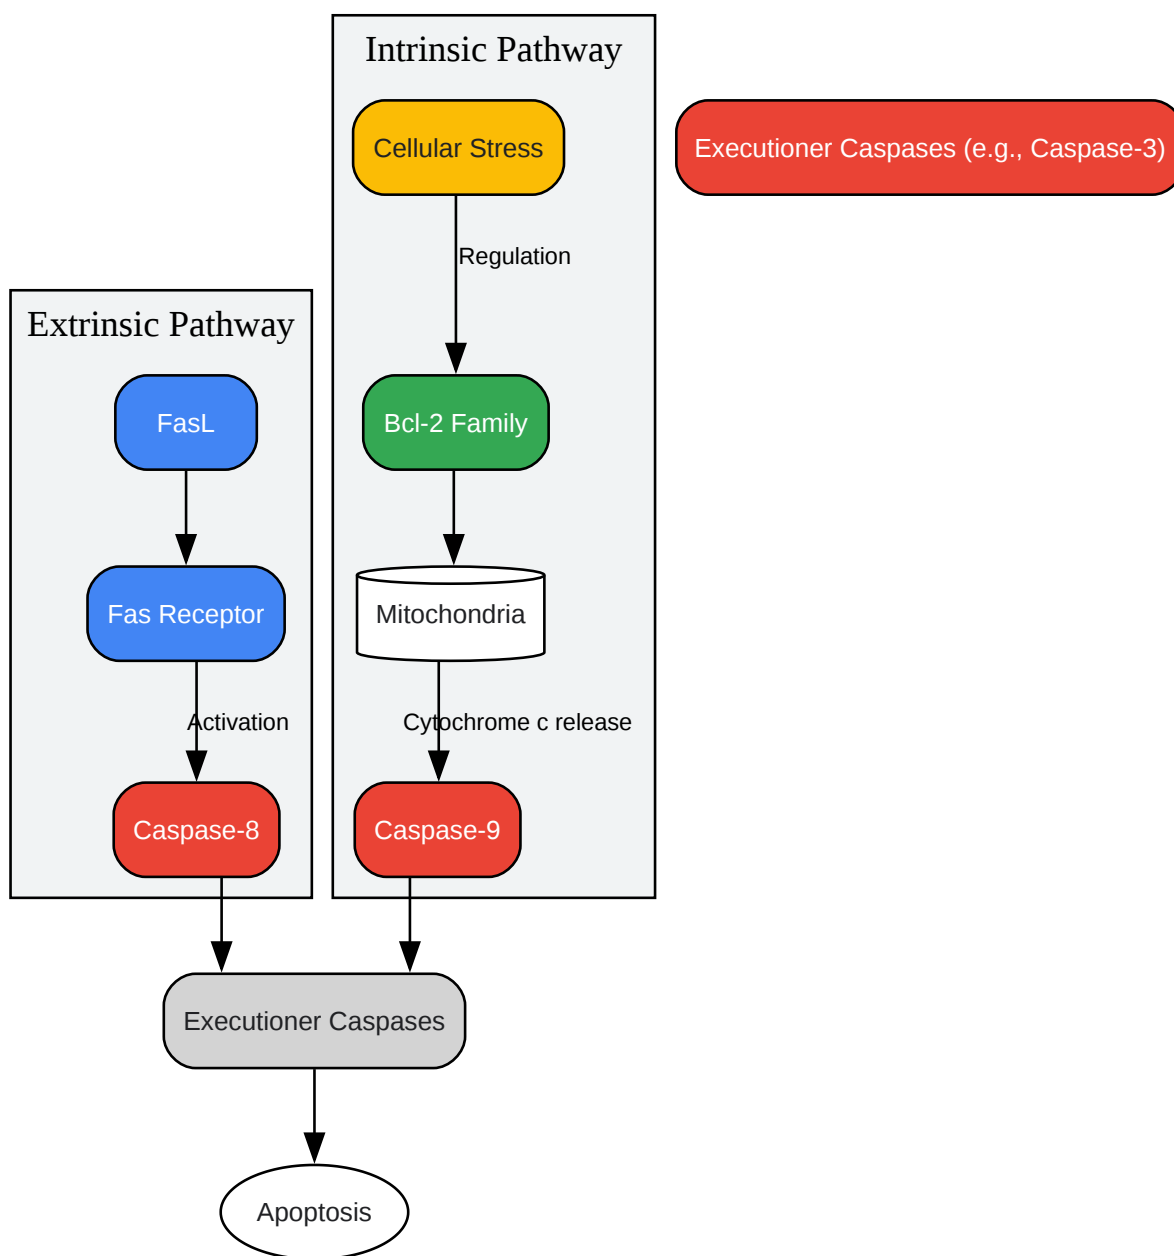 Intrinsic Pathway
Cellular Stress
Executioner Caspases (e.g., Caspase-3)
Regulation
Extrinsic Pathway
FasL
Bcl-2 Family
Fas Receptor
Mitochondria
Activation
Cytochrome c release
Caspase-8
Caspase-9
Executioner Caspases
Apoptosis